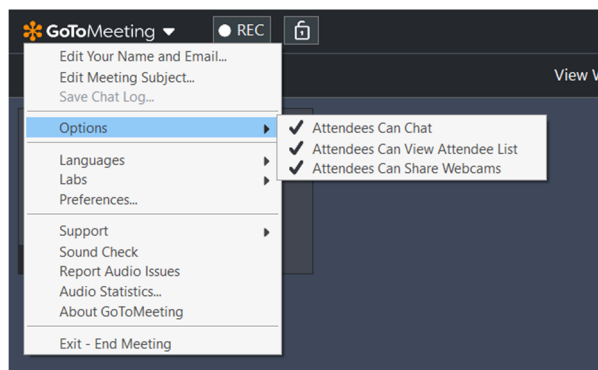 GoToMeeting
REC
View
Edit Your Name and Email...
Edit Meeting Subject...
Save Chat Log...
Options
Attendees Can Chat
Attendees Can View Attendee List
Attendees Can Share Webcams
Languages
Labs
Preferences...
Support
Sound Check
Report Audio Issues
Audio Statistics...
About GoToMeeting
Exit - End Meeting